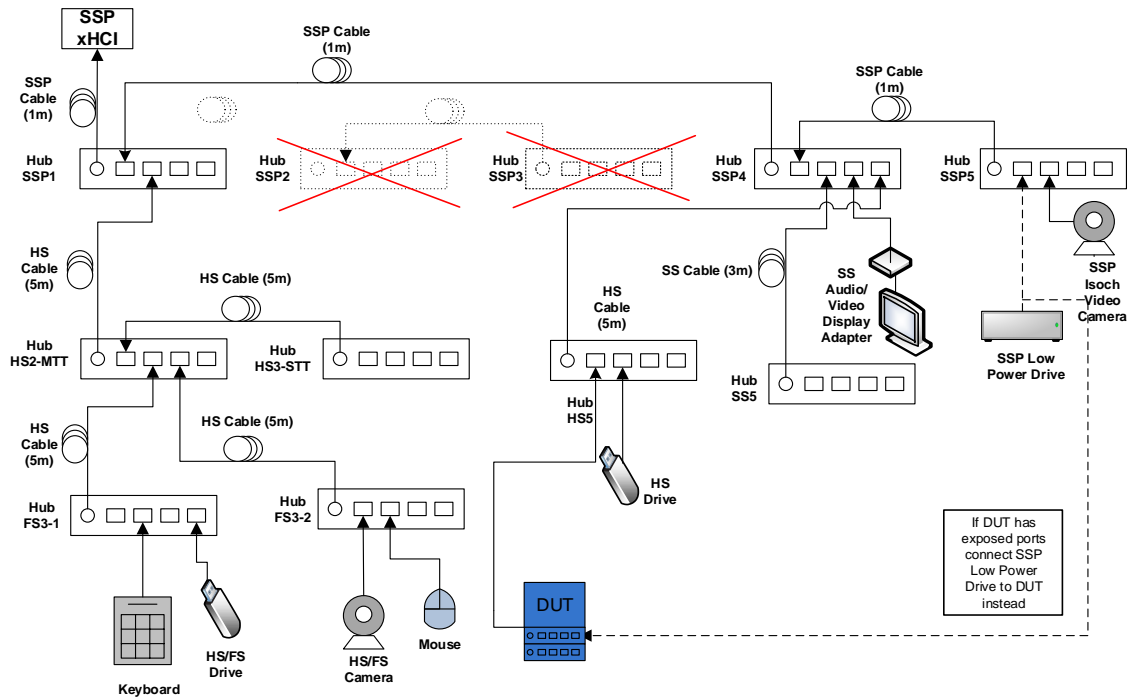 SSP
xHCI
SSP
Cable
(1m)
SSP Cable
(1m)
SSP Cable
(1m)
Hub
SSP1
Hub
SSP2
Hub
SSP3
Hub
SSP4
Hub
SSP5
HS
Cable
(5m)
HS Cable (5m)
HS
Cable
(5m)
SS Cable (3m)
SS
Audio/
Video
Display
Adapter
SSP
Isoch
Video
Camera
SSP Low
Power Drive
Hub
HS2-MTT
Hub
HS3-STT
Hub
HS5
Hub
SS5
HS
Cable
(5m)
HS Cable (5m)
HS
Drive
Hub
FS3-1
Hub
FS3-2
If DUT has
exposed ports
connect SSP
Low Power
Drive to DUT
instead
DUT
Keyboard
HS/FS
Drive
HS/FS
Camera
Mouse